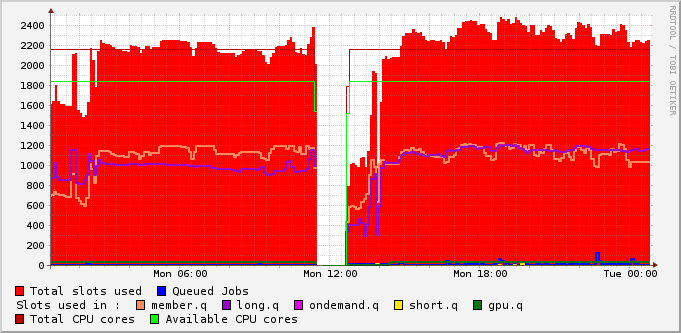 2400
2200
2000
1800
1600
1400
1200
1000
800
600
400
200
0
Mon 06:00 Mon 12:00 Mon 18:00 Tue 00:00
Total slots used Queued Jobs
Slots used in : member.q long.q ondemand.q short.q gpu.q
Total CPU cores Available CPU cores
RRDTOOL / TOBI OETIKER